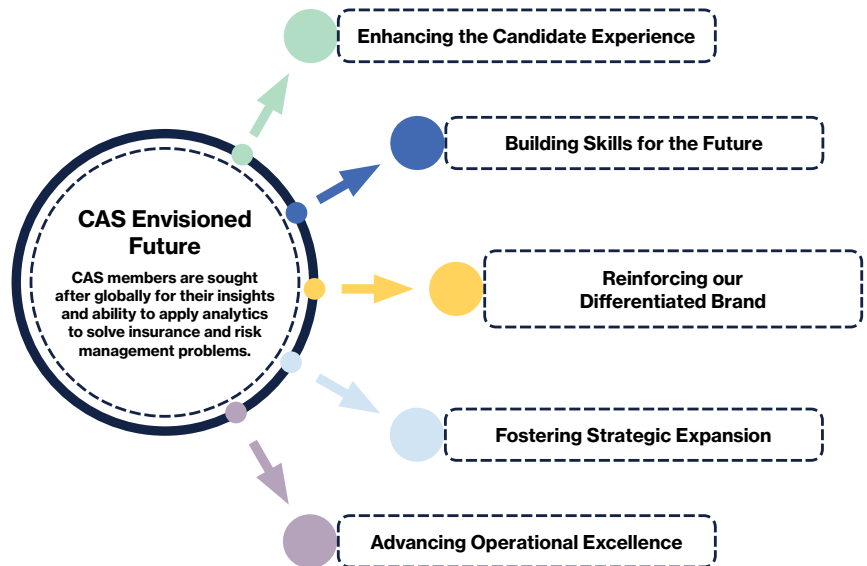 CAS Envisioned
Future
CAS members are sought
after globally for their insights
and ability to apply analytics
to solve insurance and risk
management problems.
Enhancing the Candidate Experience
Building Skills for the Future
Reinforcing our
Differentiated Brand
Fostering Strategic Expansion
Advancing Operational Excellence